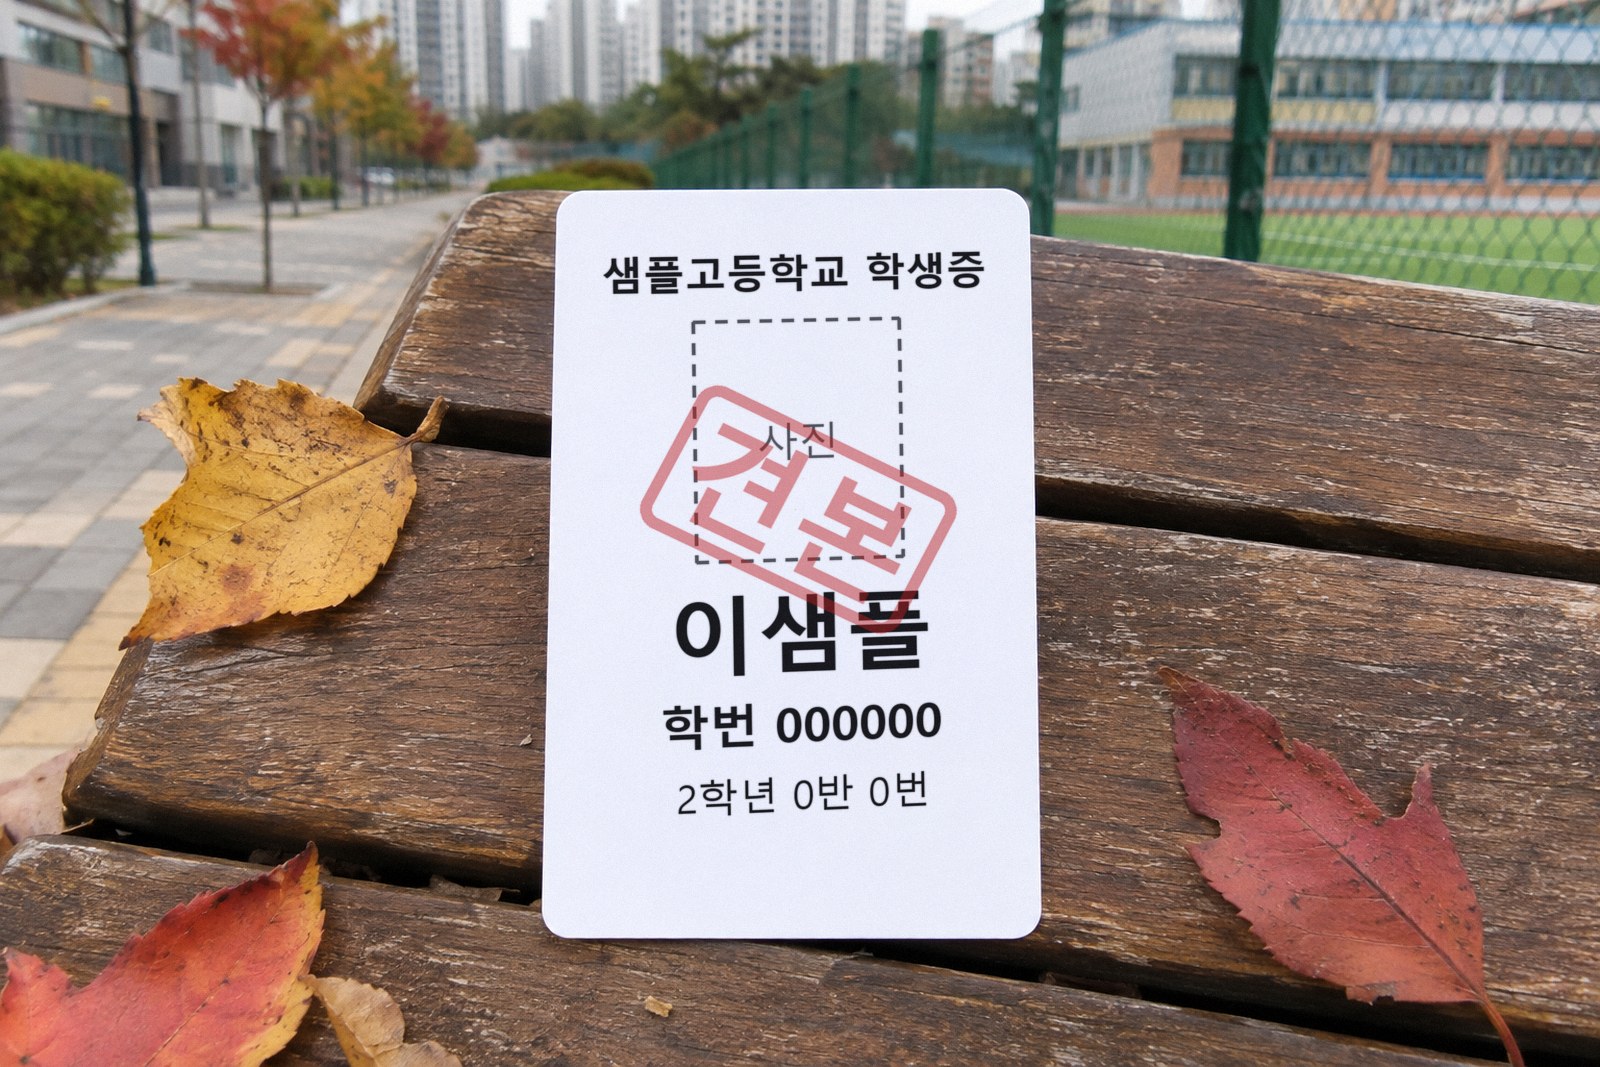 샘플고등학교 학생증
사진
견본
이샘플
학번 000000
2학년 0반 0번